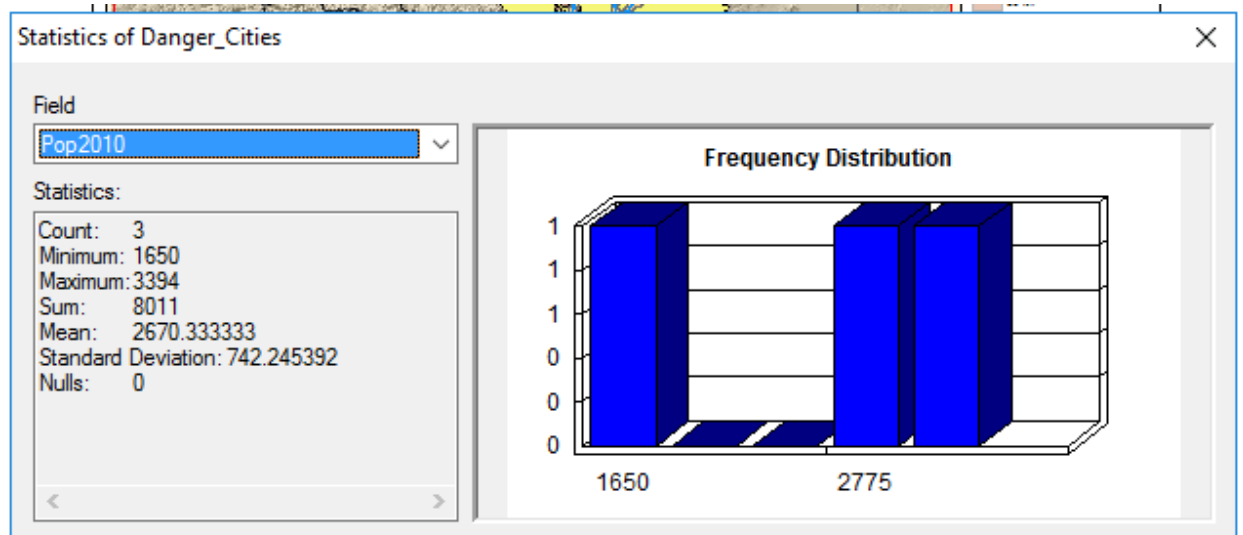 Statistics of Danger_Cities
Field
Pop2010
Statistics:
Count: 3
Minimum: 1650
Maximum: 3394
Sum: 8011
Mean: 2670.333333
Standard Deviation: 742.245392
Nulls: 0
Frequency Distribution
1
1
1
0
0
0
1650 2775